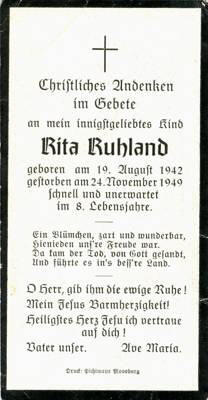 Christliches Andenken
im Gebete
an mein innigstgeliebtes Kind
Rita Ruhland
geboren am 19. August 1942
gestorben am 24. November 1949
schnell und unerwartet
im 8. Lebensjahre.
Ein Blümchen, zart und wunderbar,
Hienieden uns're Freude war.
Da kam der Tod, von Gott gesandt,
Und führte es in's bess're Land.
O Herr, gib ihm die ewige Ruhe!
Mein Jesus Barmherzigkeit!
Heiligstes Herz Jesu ich vertraue
auf dich!
Vater unser. Ave Maria.
Druck: Pichlmayr Moosburg